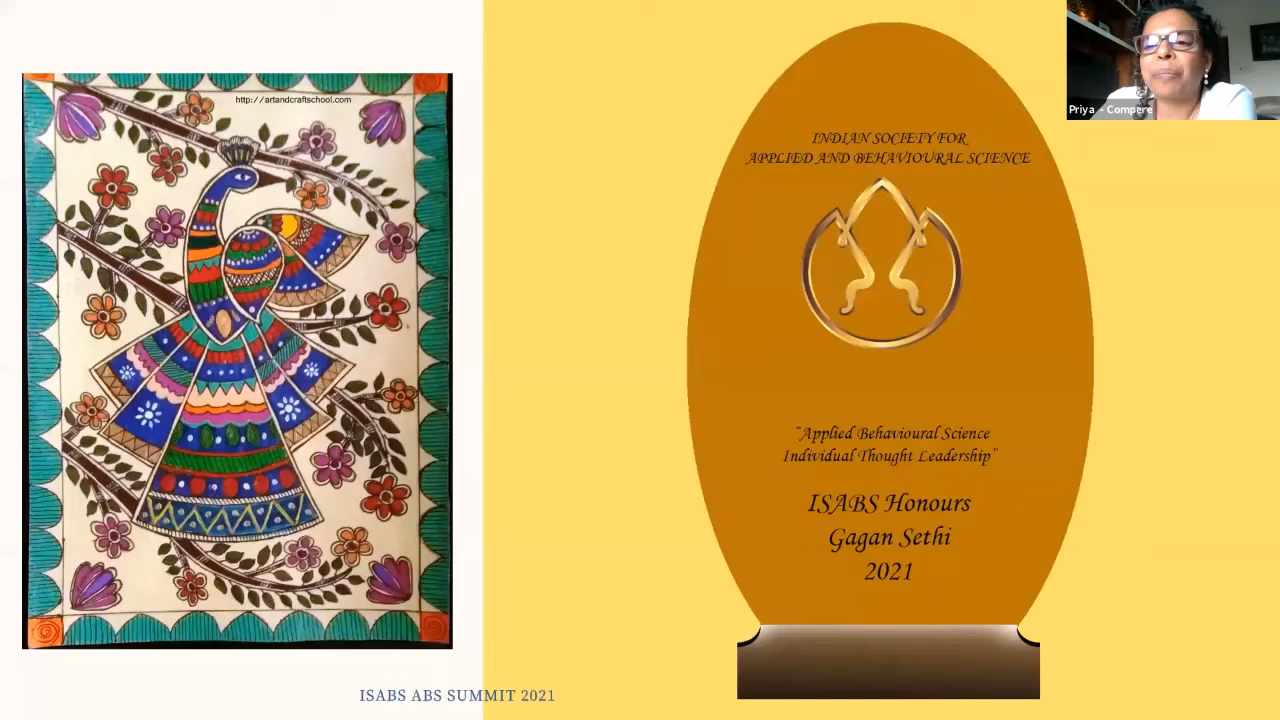 http://artandcraftschool.com
INDIAN SOCIETY FOR
APPLIED AND BEHAVIOURAL SCIENCE
"Applied Behavioural Science
Individual Thought Leadership"
ISABS Honours
Gagan Sethi
2021
ISABS ABS SUMMIT 2021
Priya - Compere